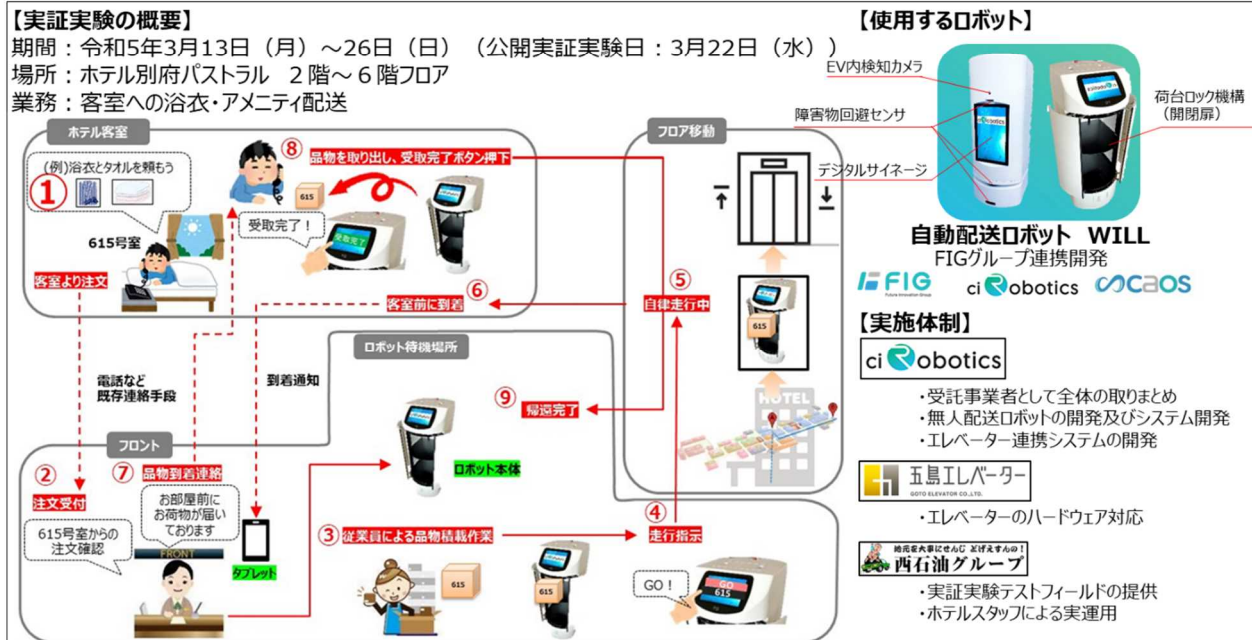 【実証実験の概要】
期間：令和5年3月13日（月）～26日（日）（公開実証実験日：3月22日（水））
場所：ホテル別府パストラル　２階～６階フロア
業務：客室への浴衣・アメニティ配送
ホテル客室
(例)浴衣とタオルを頼もう
①
615号室
客室より注文
⑧
品物を取り出し、受取完了ボタン押下
615
受取完了！
受取完了
⑥
客室前に到着
フロア移動
⑤
自律走行中
615
HOTEL
電話など
既存連絡手段
到着通知
ロボット待機場所
⑨
帰還完了
ロボット本体
フロント
②
注文受付
615号室からの
注文確認
⑦
品物到着連絡
お部屋前に
お荷物が届い
ております
FRONT
タブレット
③
従業員による品物積載作業
615
615
④
走行指示
GO！
GO
615
【使用するロボット】
EV内検知カメラ
障害物回避センサ
デジタルサイネージ
荷台ロック機構
（開閉扉）
ciRobotics
自動配送ロボット　WILL
FIGグループ連携開発
FIG
Future Innovation Group
ci Robotics
caos
【実施体制】
ci Robotics
・受託事業者として全体の取りまとめ
・無人配送ロボットの開発及びシステム開発
・エレベーター連携システムの開発
五島エレベーター
GOTO ELEVATOR CO.,LTD.
・エレベーターのハードウェア対応
地元を大事にせんじ どげえすんの！
西石油グループ
・実証実験テストフィールドの提供
・ホテルスタッフによる実運用